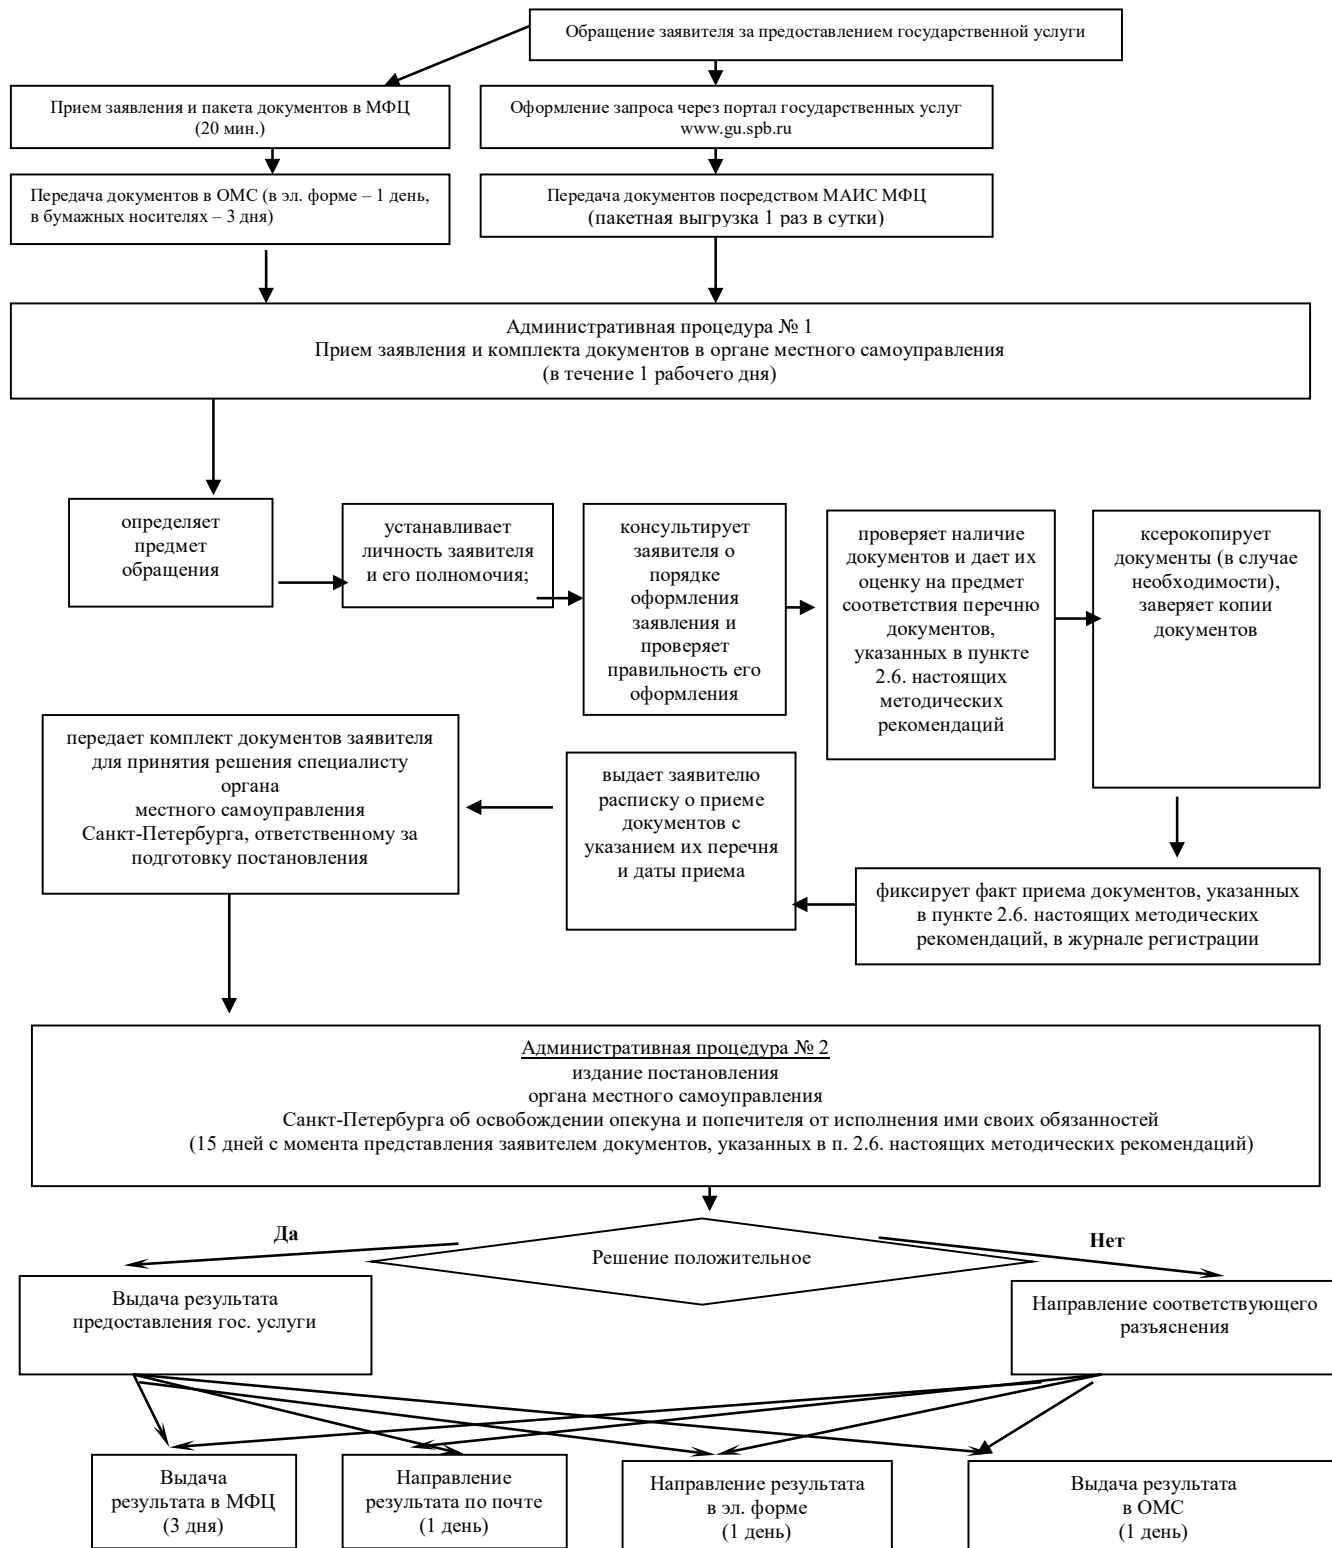 Обращение заявителя за предоставлением государственной услуги
Прием заявления и пакета документов в МФЦ
(20 мин.)
Оформление запроса через портал государственных услуг
www.gu.spb.ru
Передача документов в ОМС (в эл. форме – 1 день,
в бумажных носителях – 3 дня)
Передача документов посредством МАИС МФЦ
(пакетная выгрузка 1 раз в сутки)
Административная процедура № 1
Прием заявления и комплекта документов в органе местного самоуправления
(в течение 1 рабочего дня)
определяет
предмет
обращения
устанавливает
личность заявителя
и его полномочия;
консультирует
заявителя о
порядке
оформления
заявления и
проверяет
правильность его
оформления
проверяет наличие
документов и дает их
оценку на предмет
соответствия перечню
документов,
указанных в пункте
2.6. настоящих
методических
рекомендаций
ксерокопирует
документы (в случае
необходимости),
заверяет копии
документов
передает комплект документов заявителя
для принятия решения специалисту
органа
местного самоуправления
Санкт-Петербурга, ответственному за
подготовку постановления
выдает заявителю
расписку о приеме
документов с
указанием их перечня
и даты приема
фиксирует факт приема документов, указанных
в пункте 2.6. настоящих методических
рекомендаций, в журнале регистрации
Административная процедура № 2
издание постановления
органа местного самоуправления
Санкт-Петербурга об освобождении опекуна и попечителя от исполнения ими своих обязанностей
(15 дней с момента представления заявителем документов, указанных в п. 2.6. настоящих методических рекомендаций)
Да
Решение положительное
Нет
Выдача результата
предоставления гос. услуги
Направление соответствующего
разъяснения
Выдача
результата в МФЦ
(3 дня)
Направление
результата по почте
(1 день)
Направление результата
в эл. форме
(1 день)
Выдача результата
в ОМС
(1 день)